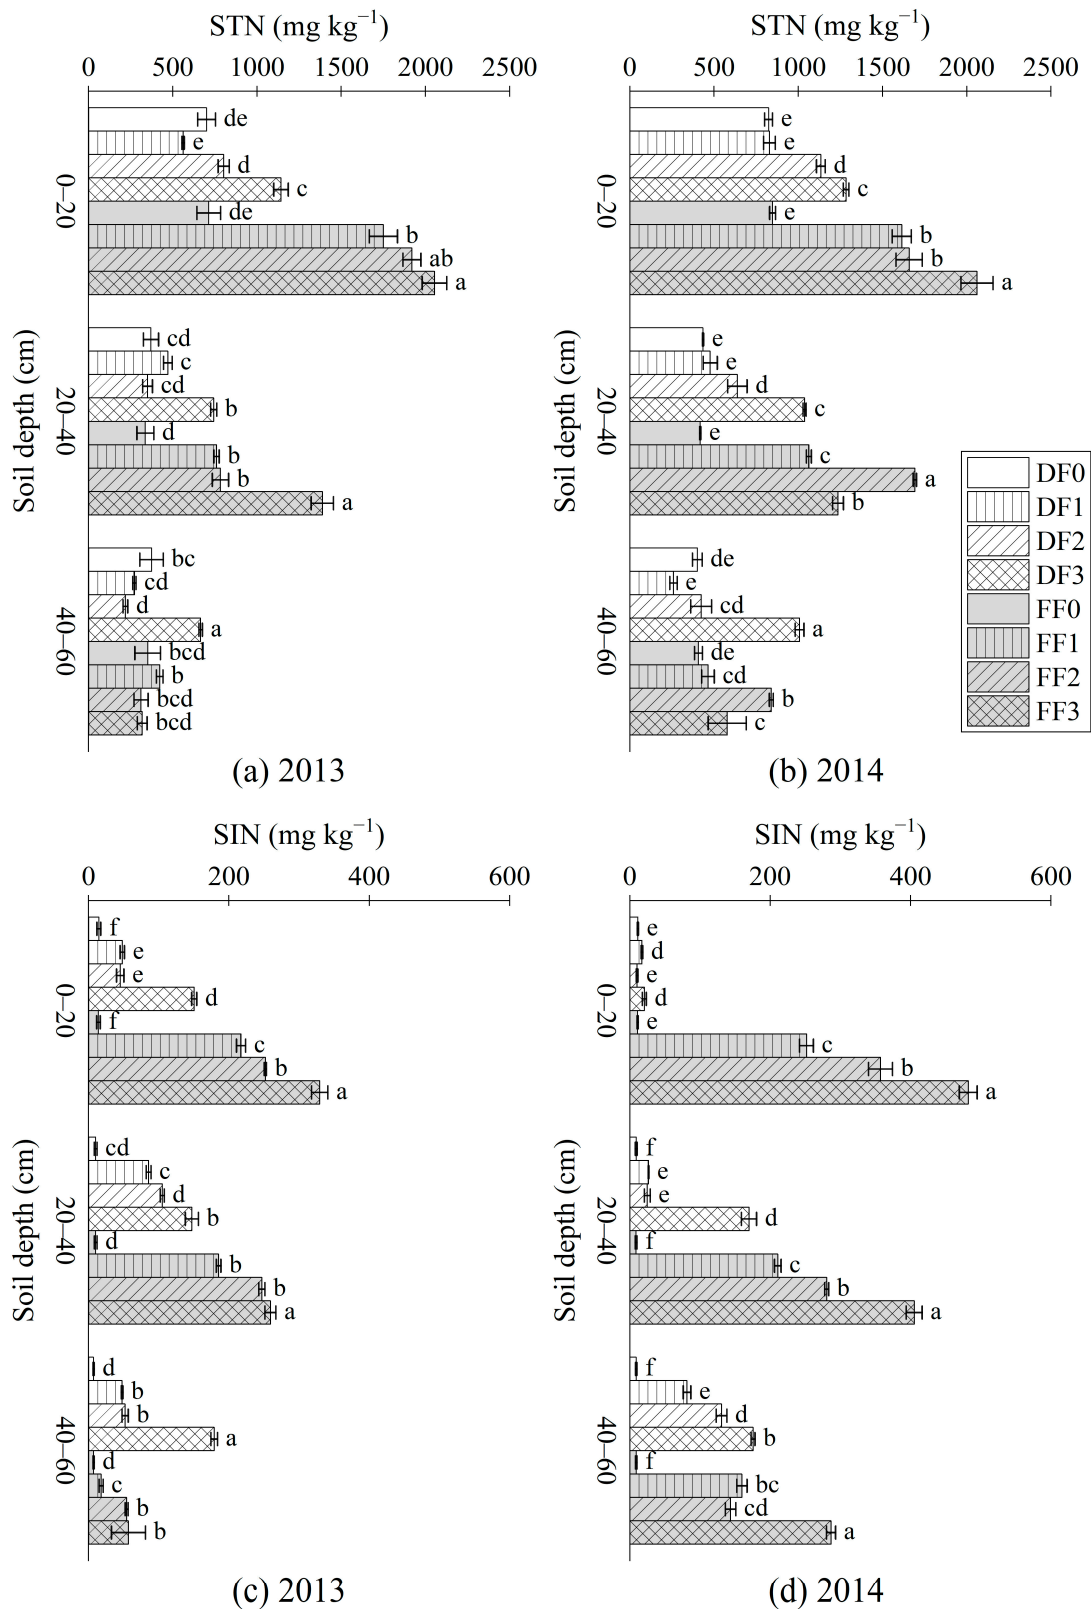 STN (mg kg⁻¹)
0 500 1000 1500 2000 2500
de
e
d
c
de
b
ab
a
0–20
cd
c
cd
b
d
b
b
a
20–40
bc
cd
d
a
bcd
b
bcd
bcd
40–60
Soil depth (cm)
(a) 2013
STN (mg kg⁻¹)
0 500 1000 1500 2000 2500
e
e
d
c
e
b
b
a
0–20
e
e
d
c
e
c
a
b
20–40
de
e
cd
a
de
cd
b
c
40–60
Soil depth (cm)
DF0
DF1
DF2
DF3
FF0
FF1
FF2
FF3
(b) 2014
SIN (mg kg⁻¹)
0 200 400 600
f
e
e
d
f
c
b
a
0–20
cd
c
d
b
d
b
b
a
20–40
d
b
b
a
d
c
b
b
40–60
Soil depth (cm)
(c) 2013
SIN (mg kg⁻¹)
0 200 400 600
e
d
e
d
e
c
b
a
0–20
f
e
e
d
f
c
b
a
20–40
f
e
d
b
f
bc
cd
a
40–60
Soil depth (cm)
(d) 2014